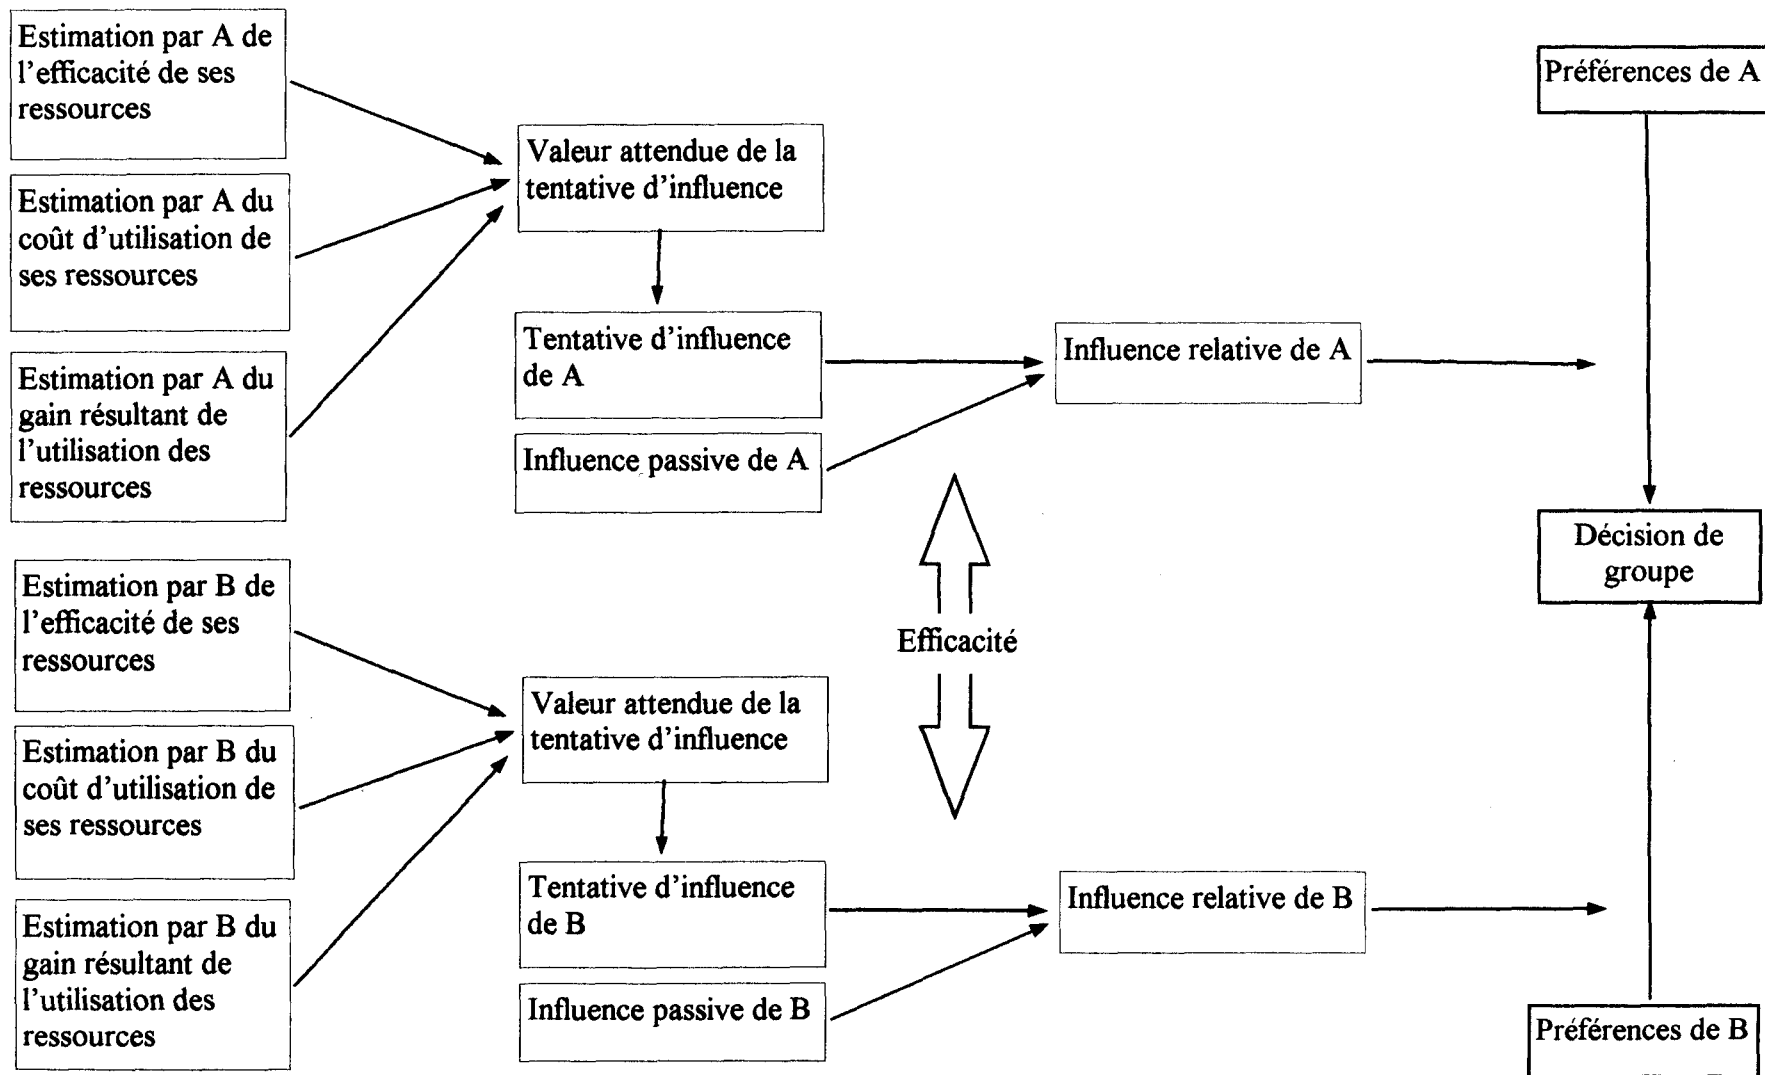 Estimation par A de
l'efficacité de ses
ressources
Estimation par A du
coût d'utilisation de
ses ressources
Estimation par A du
gain résultant de
l'utilisation des
ressources
Valeur attendue de la
tentative d'influence
Tentative d'influence
de A
Influence passive de A
Influence relative de A
Préférences de A
Décision de
groupe
Efficacité
Estimation par B de
l'efficacité de ses
ressources
Estimation par B du
coût d'utilisation de
ses ressources
Estimation par B du
gain résultant de
l'utilisation des
ressources
Valeur attendue de la
tentative d'influence
Tentative d'influence
de B
Influence passive de B
Influence relative de B
Préférences de B